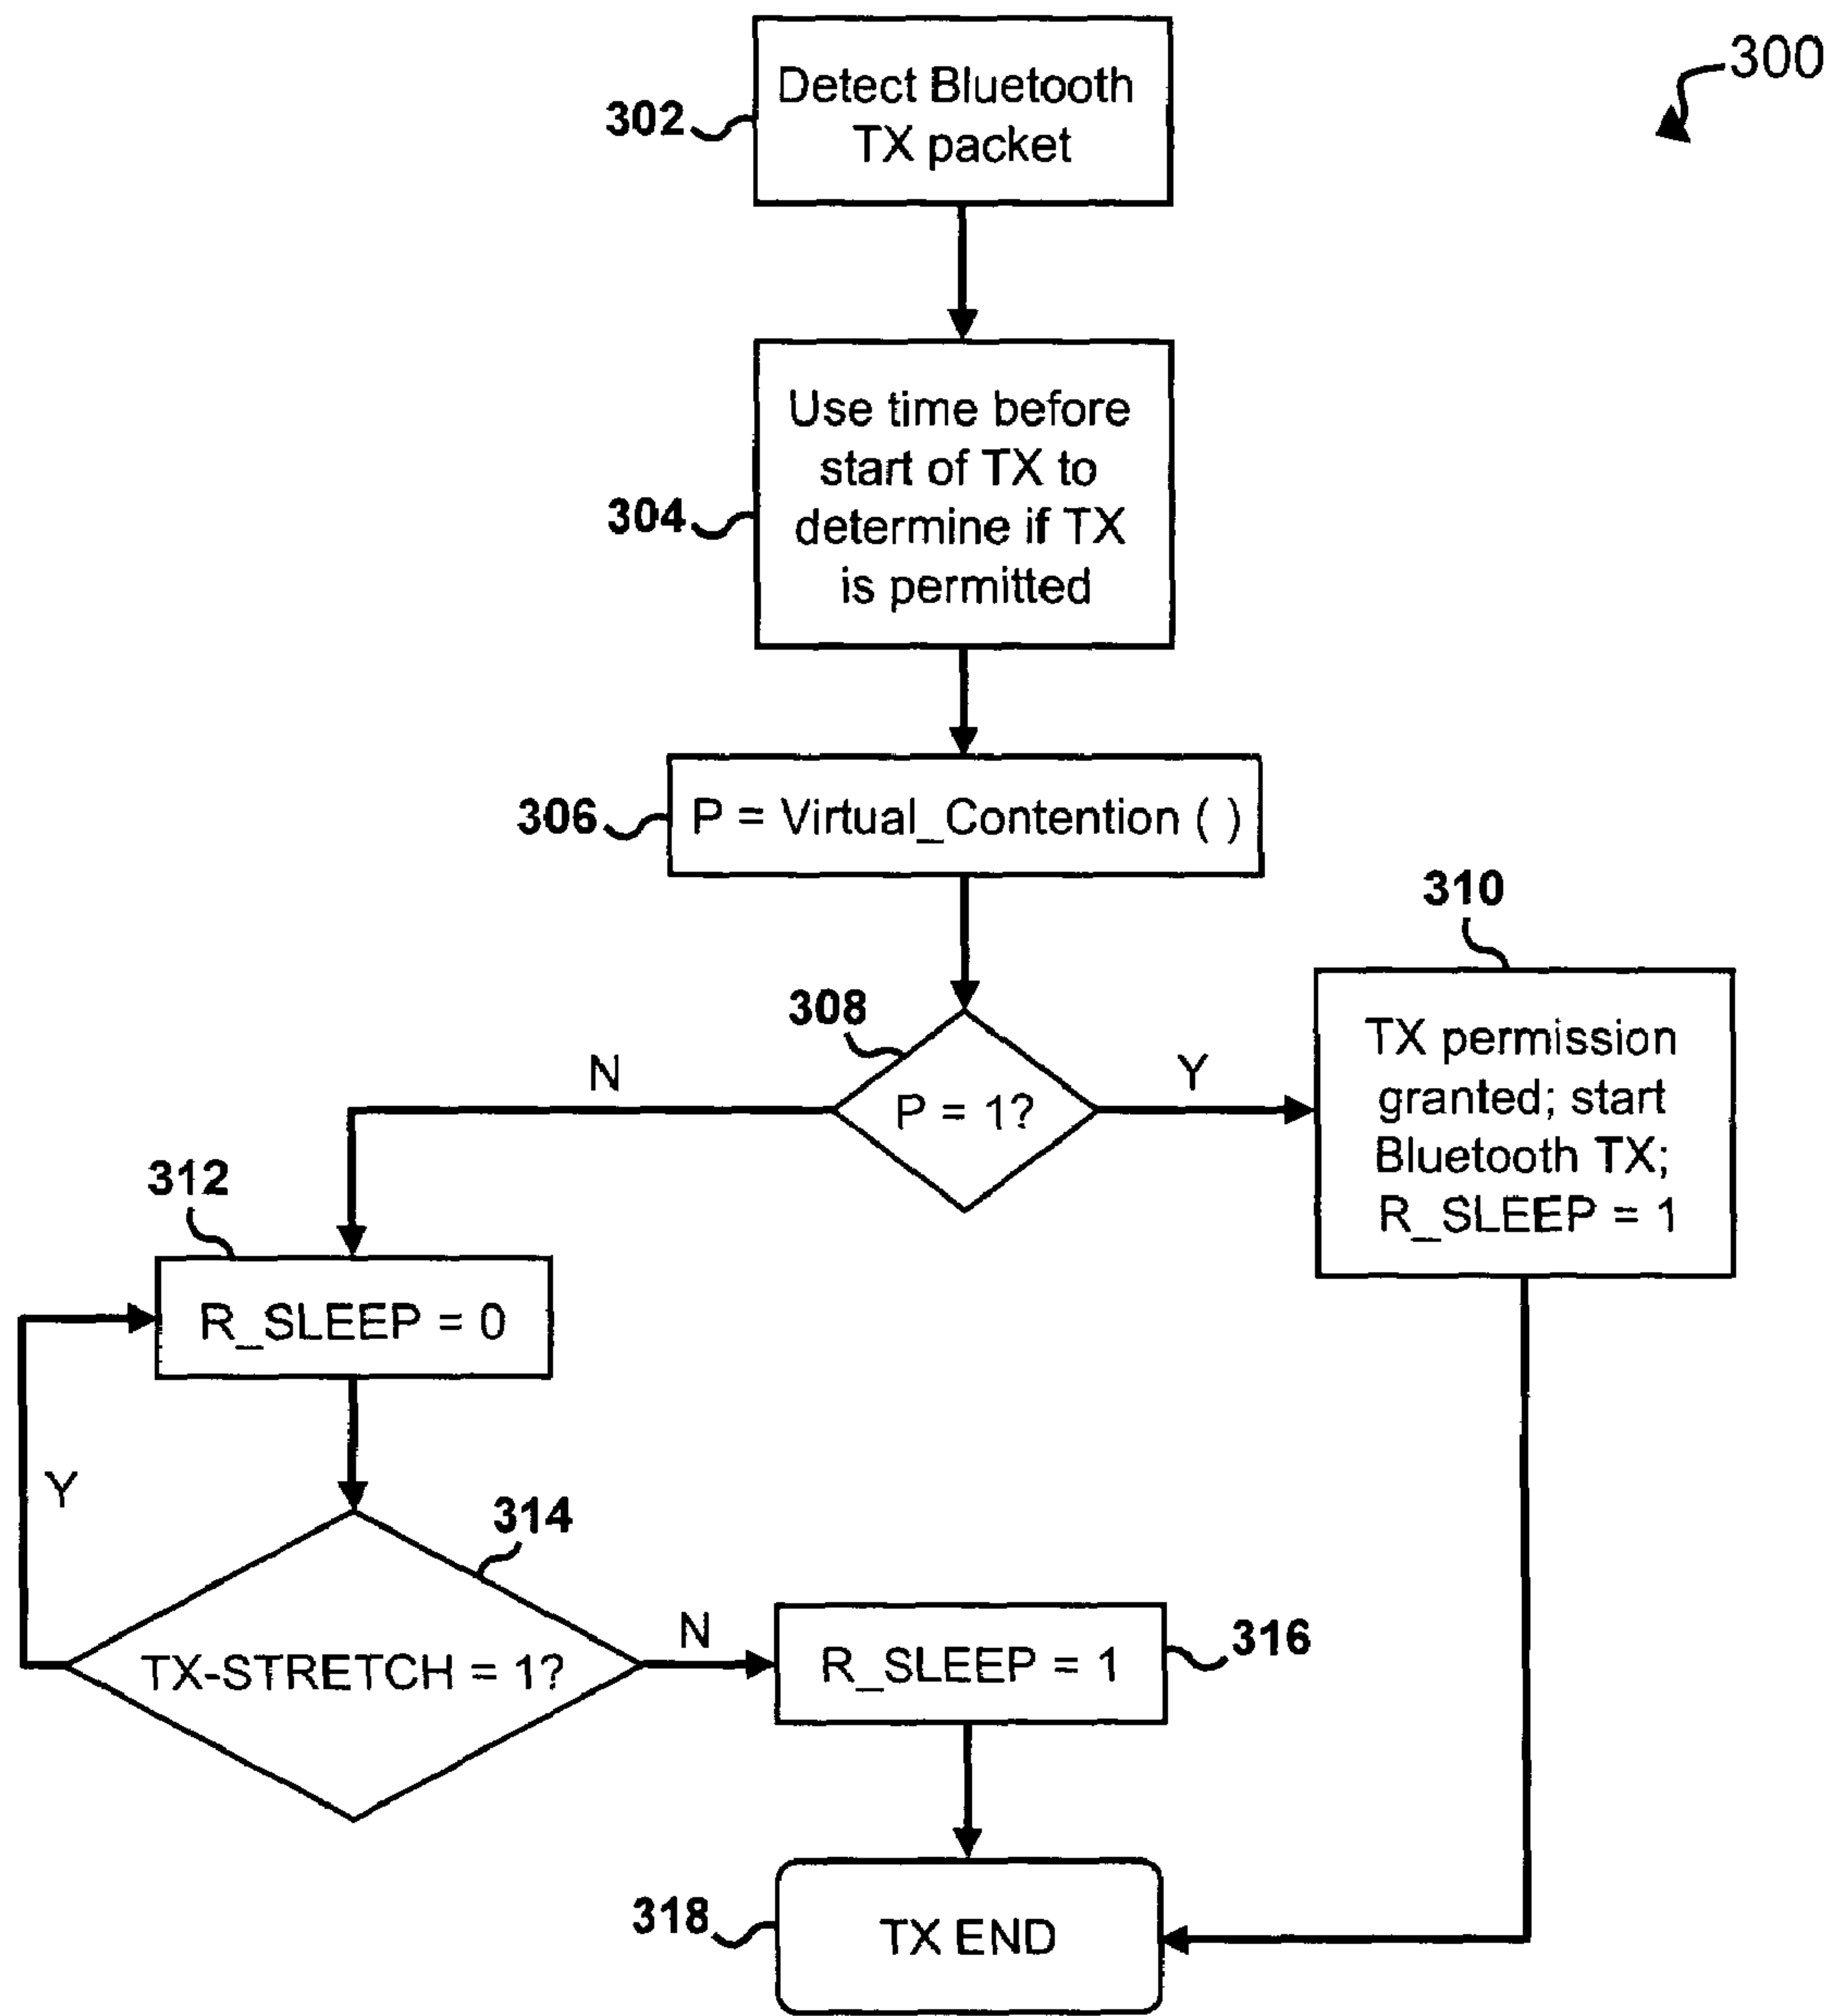 300
302
Detect Bluetooth
TX packet
304
Use time before
start of TX to
determine if TX
is permitted
306
P = Virtual_Contention ( )
308
P = 1?
N
Y
310
TX permission
granted; start
Bluetooth TX;
R_SLEEP = 1
312
R_SLEEP = 0
Y
314
TX-STRETCH = 1?
N
R_SLEEP = 1
316
318
TX END